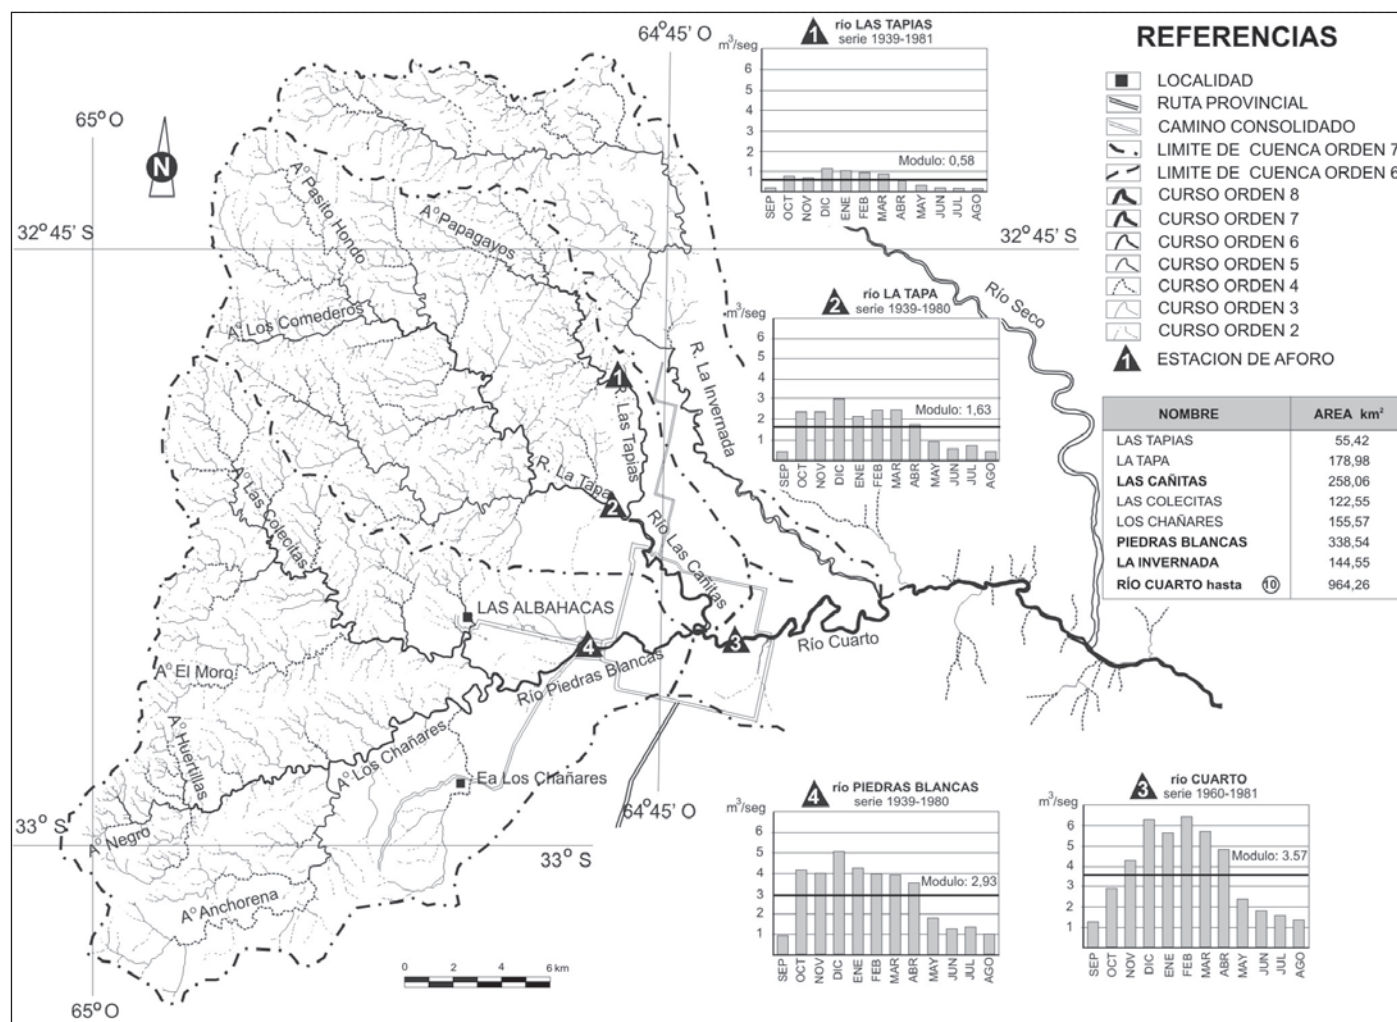 1
río LAS TAPIAS
serie 1939-1981
m³/seg
6
5
4
3
2
1
Modulo: 0,58
SEP
OCT
NOV
DIC
ENE
FEB
MAR
ABR
MAY
JUN
JUL
AGO
64°45' O
65°O
N
32°45' S
32°45' S
REFERENCIAS
LOCALIDAD
RUTA PROVINCIAL
CAMINO CONSOLIDADO
LIMITE DE CUENCA ORDEN 7
LIMITE DE CUENCA ORDEN 6
CURSO ORDEN 8
CURSO ORDEN 7
CURSO ORDEN 6
CURSO ORDEN 5
CURSO ORDEN 4
CURSO ORDEN 3
CURSO ORDEN 2
1 ESTACION DE AFORO
A° Pasito Hondo
A° Papagayos
A° Los Comederos
1
R. Las Tapias
R. La Invernada
Río Seco
2
río LA TAPA
serie 1939-1980
m³/seg
6
5
4
3
2
1
Modulo: 1,63
SEP
OCT
NOV
DIC
ENE
FEB
MAR
ABR
MAY
JUN
JUL
AGO
NOMBRE AREA km²
LAS TAPIAS 55,42
LA TAPA 178,98
LAS CAÑITAS 258,06
LAS COLECITAS 122,55
LOS CHAÑARES 155,57
PIEDRAS BLANCAS 338,54
LA INVERNADA 144,55
RÍO CUARTO hasta 10 964,26
A° Las Colecitas
R. La Tapa
2
Río Las Cañitas
LAS ALBAHACAS
4
3
Río Cuarto
A° El Moro
Río Piedras Blancas
A° Huertillas
A° Los Chañares
Ea Los Chañares
64°45' O
33° S
33° S
A° Negro
A° Anchorena
65°O
0 2 4 6 km
4
río PIEDRAS BLANCAS
serie 1939-1980
m³/seg
6
5
4
3
2
1
Modulo: 2,93
SEP
OCT
NOV
DIC
ENE
FEB
MAR
ABR
MAY
JUN
JUL
AGO
3
río CUARTO
serie 1960-1981
m³/seg
6
5
4
3
2
1
Modulo: 3.57
SEP
OCT
NOV
DIC
ENE
FEB
MAR
ABR
MAY
JUN
JUL
AGO